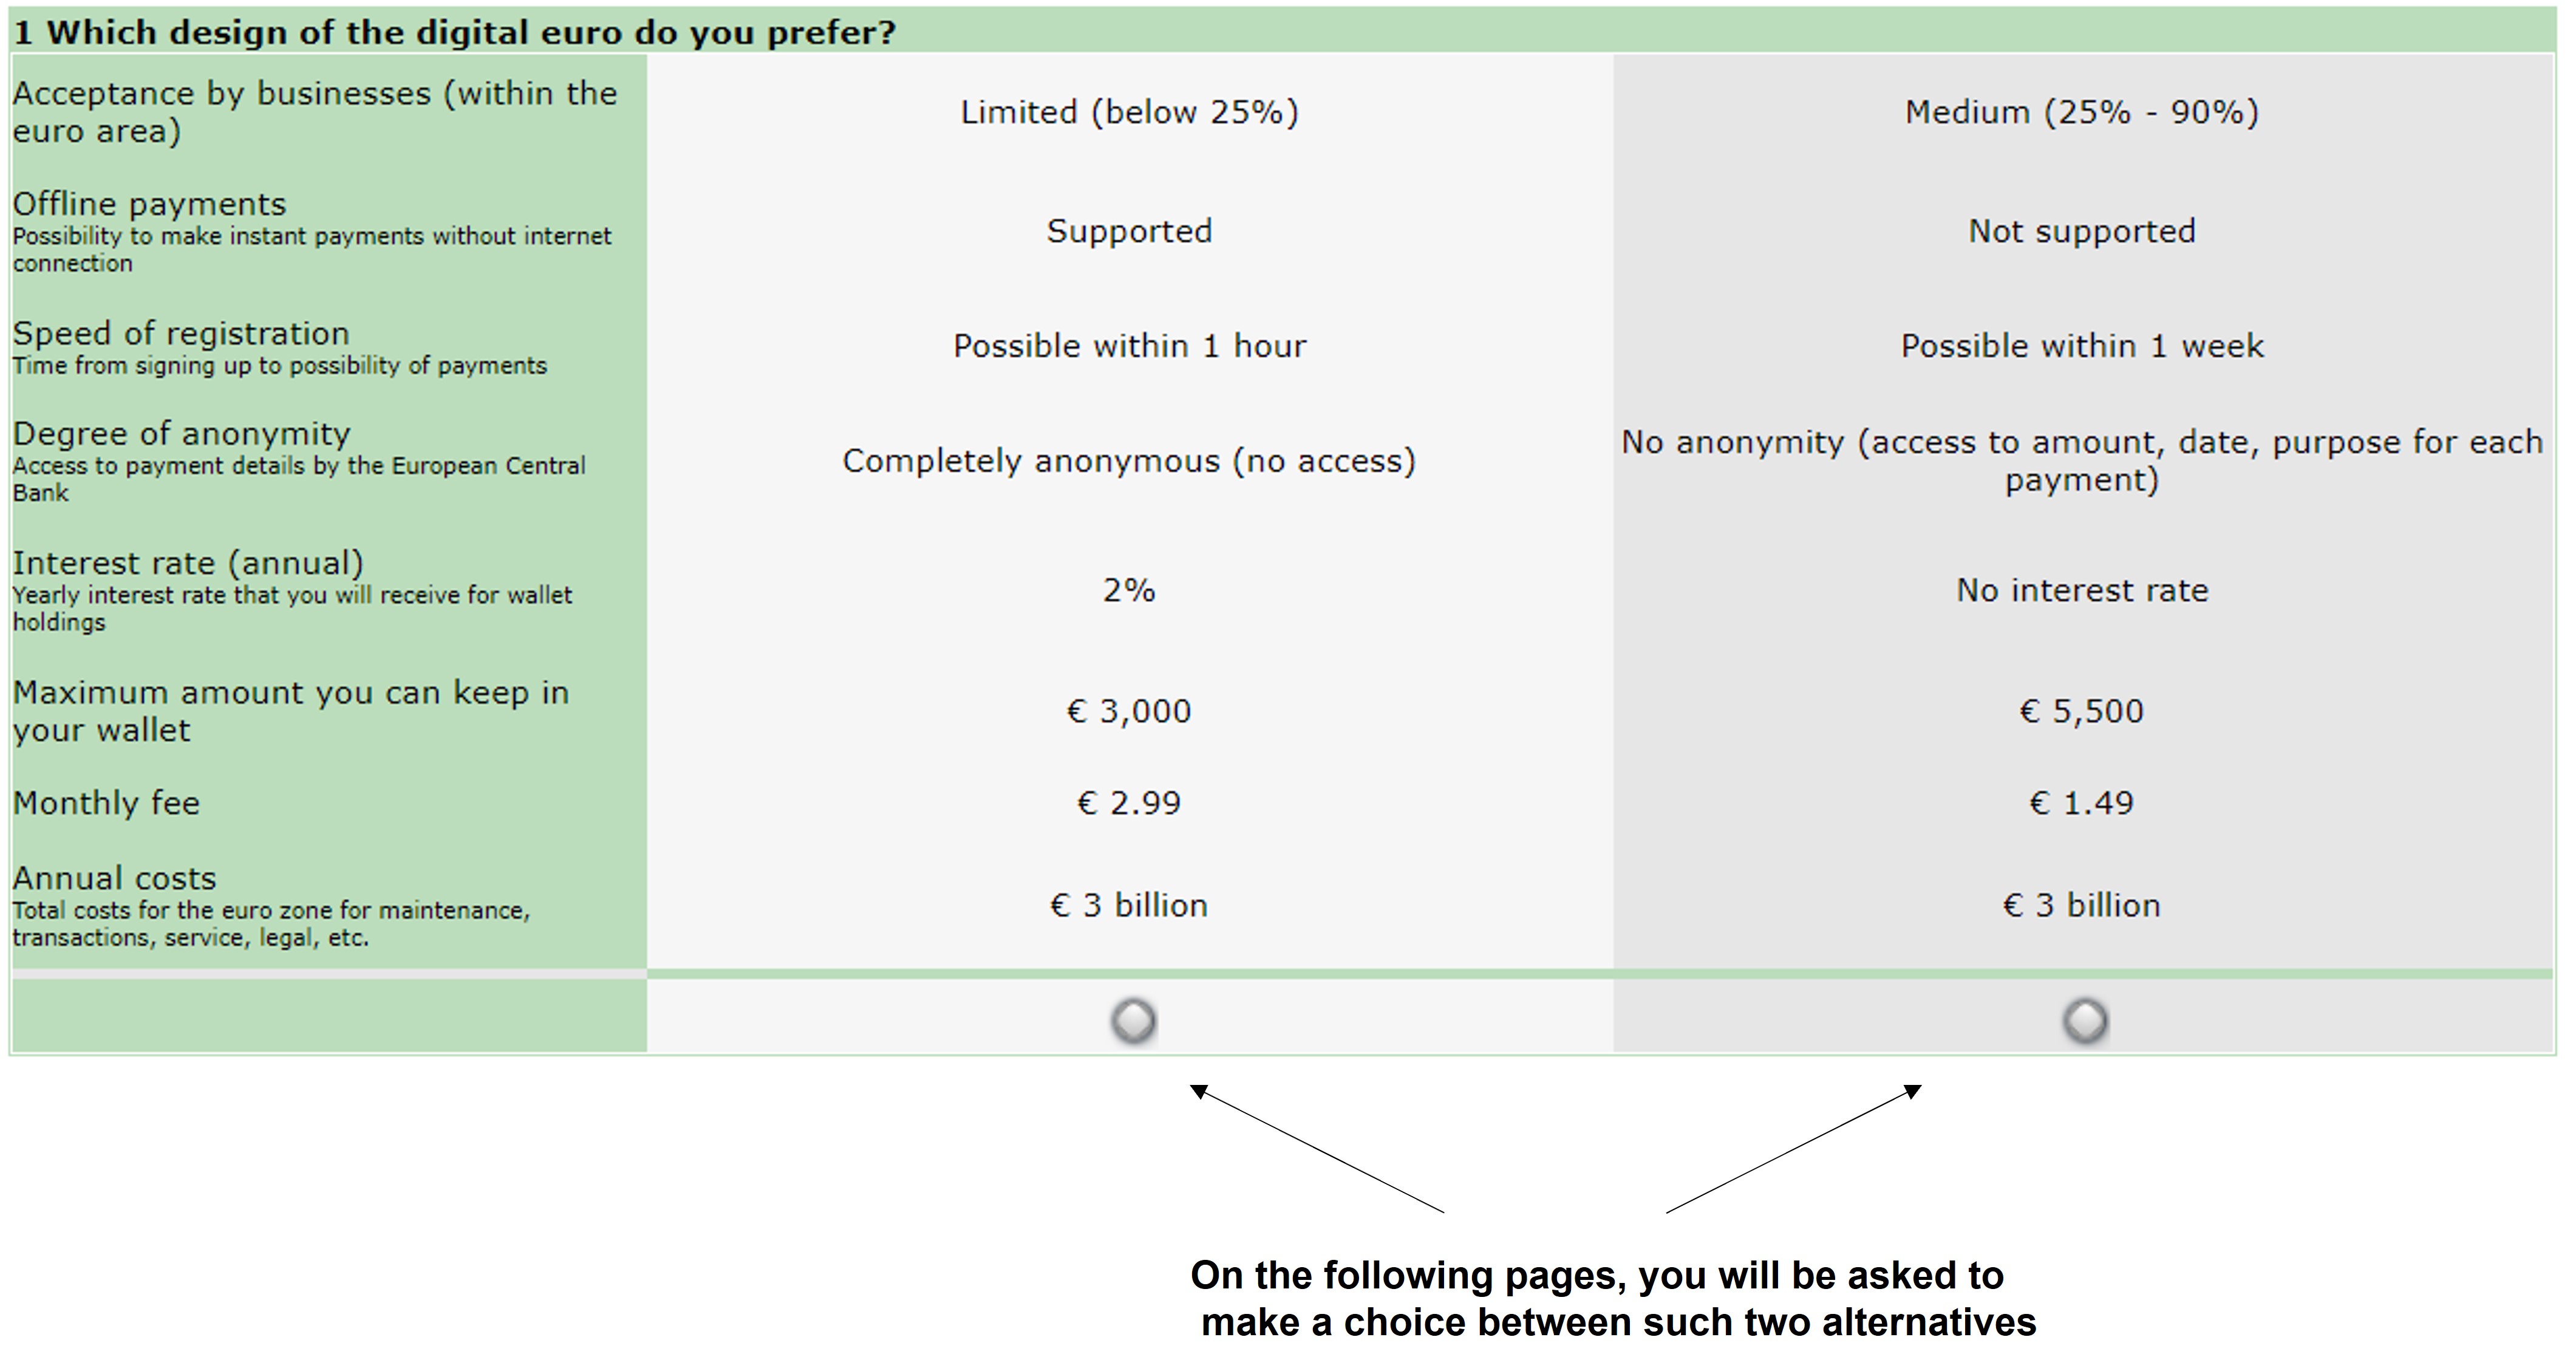 1 Which design of the digital euro do you prefer?
Acceptance by businesses (within the
euro area)
Limited (below 25%)
Medium (25% - 90%)
Offline payments
Possibility to make instant payments without internet
connection
Supported
Not supported
Speed of registration
Time from signing up to possibility of payments
Possible within 1 hour
Possible within 1 week
Degree of anonymity
Access to payment details by the European Central
Bank
Completely anonymous (no access)
No anonymity (access to amount, date, purpose for each
payment)
Interest rate (annual)
Yearly interest rate that you will receive for wallet
holdings
2%
No interest rate
Maximum amount you can keep in
your wallet
€ 3,000
€ 5,500
Monthly fee
€ 2.99
€ 1.49
Annual costs
Total costs for the euro zone for maintenance,
transactions, service, legal, etc.
€ 3 billion
€ 3 billion
On the following pages, you will be asked to
make a choice between such two alternatives